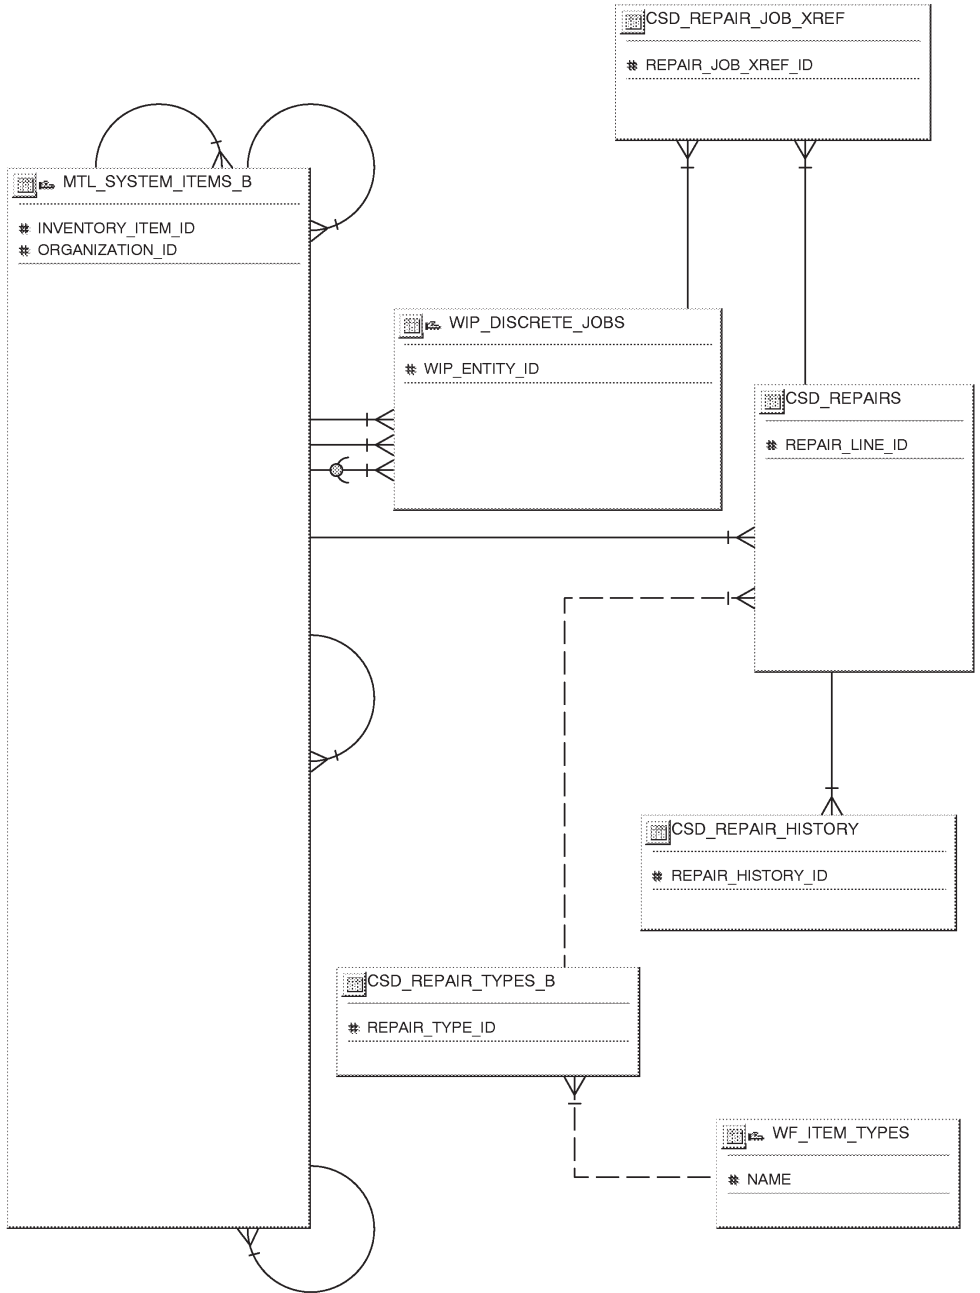 CSD_REPAIR_JOB_XREF
# REPAIR_JOB_XREF_ID
MTL_SYSTEM_ITEMS_B
# INVENTORY_ITEM_ID
# ORGANIZATION_ID
WIP_DISCRETE_JOBS
# WIP_ENTITY_ID
CSD_REPAIRS
# REPAIR_LINE_ID
CSD_REPAIR_HISTORY
# REPAIR_HISTORY_ID
CSD_REPAIR_TYPES_B
# REPAIR_TYPE_ID
WF_ITEM_TYPES
# NAME